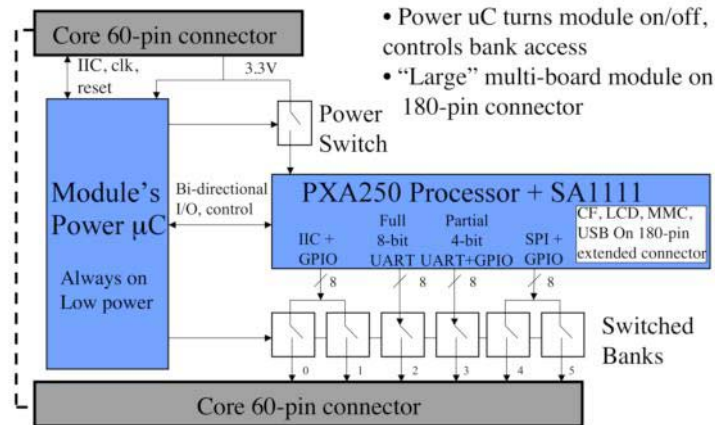 Core 60-pin connector
• Power uC turns module on/off,
controls bank access
• “Large” multi-board module on
180-pin connector
IIC, clk,
reset
3.3V
Power
Switch
Module's
Power μC
Always on
Low power
Bi-directional
I/O, control
PXA250 Processor + SA1111
IIC +
GPIO
Full
8-bit
UART
Partial
4-bit
UART+GPIO
SPI +
GPIO
CF, LCD, MMC,
USB On 180-pin
extended connector
8 8 8 8
Switched
Banks
0 1 2 3 4 5
Core 60-pin connector